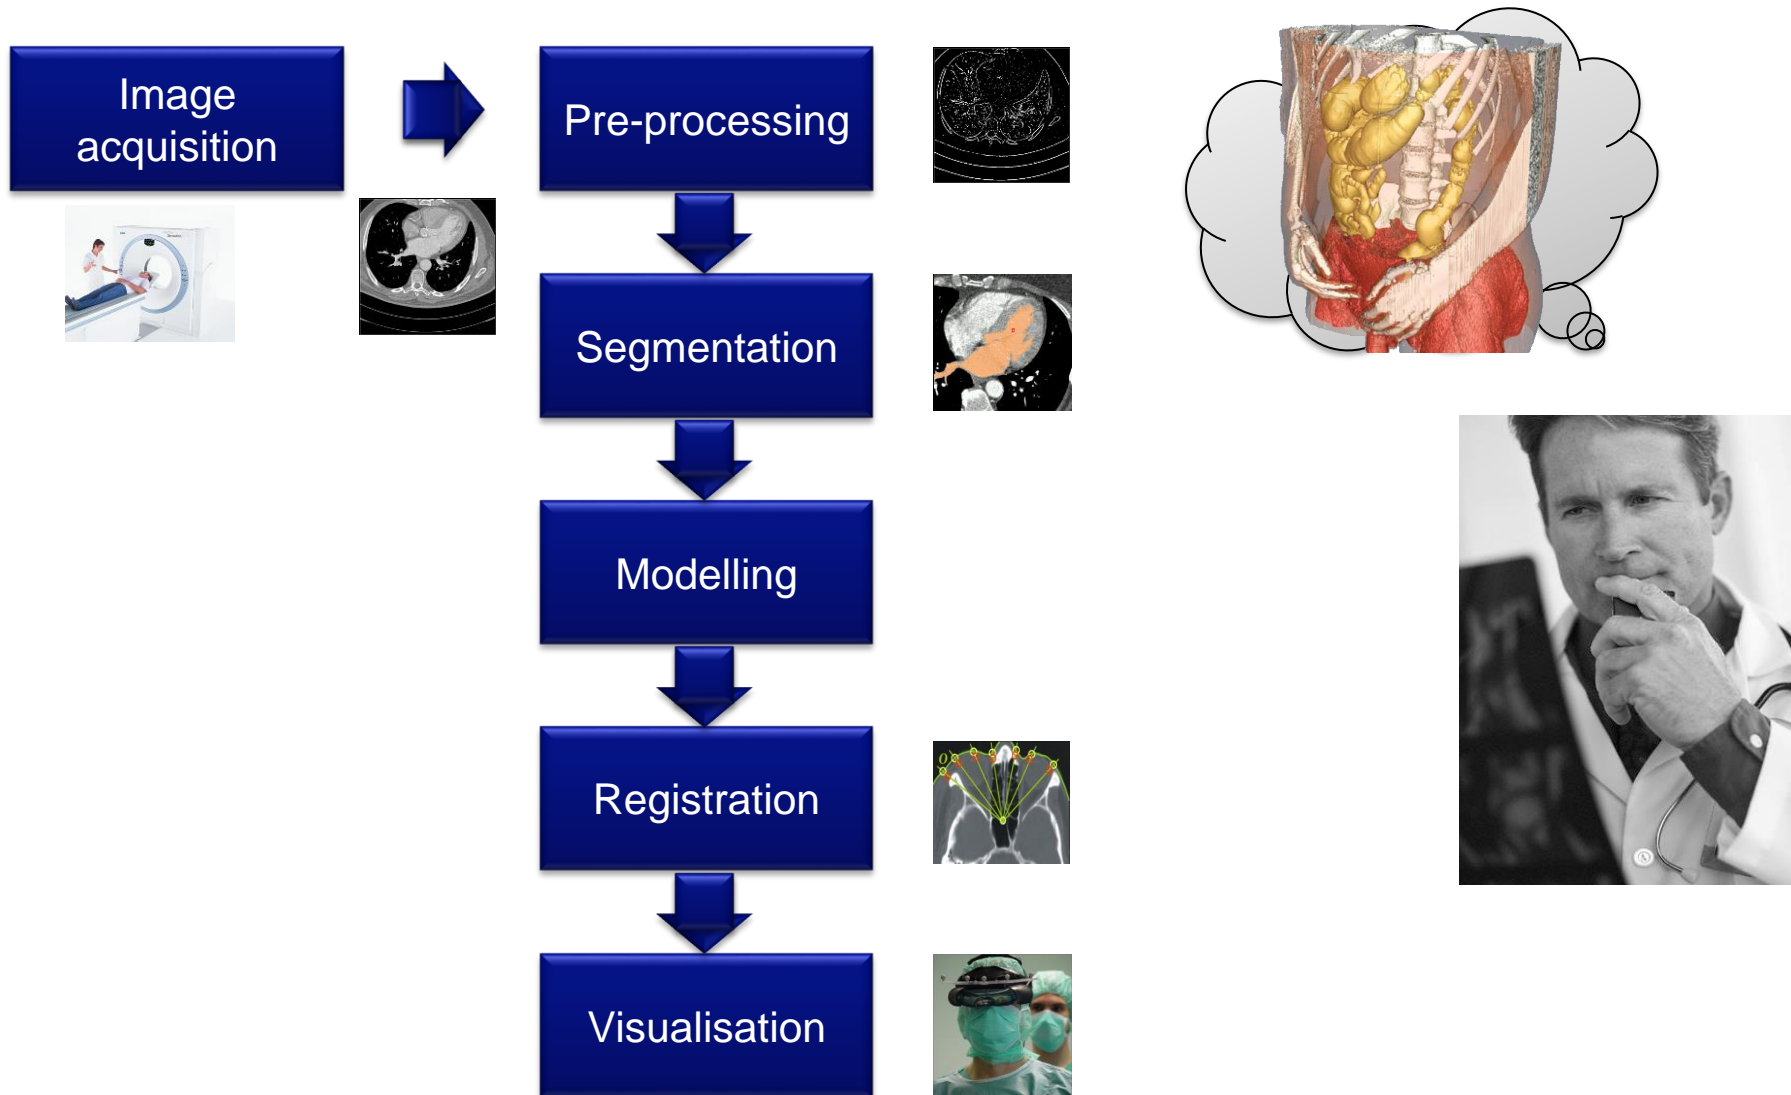 Image
acquisition
Pre-processing
Segmentation
Modelling
Registration
Visualisation